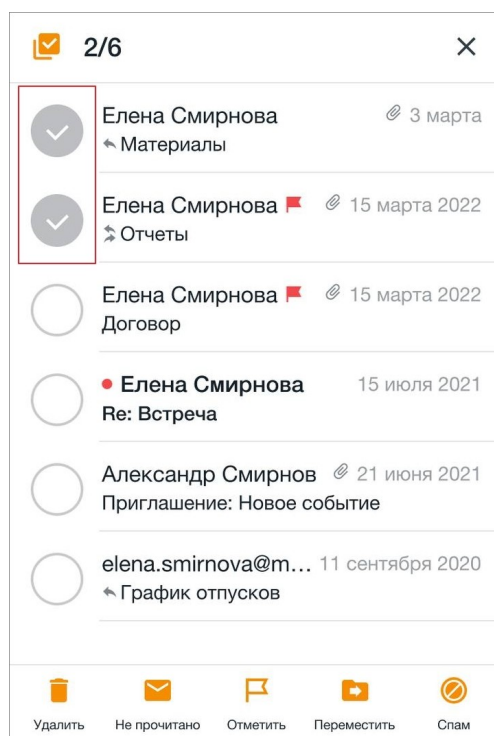 2/6
Елена Смирнова 3 марта
Материалы
Елена Смирнова 15 марта 2022
Отчеты
Елена Смирнова 15 марта 2022
Договор
Елена Смирнова 15 июля 2021
Re: Встреча
Александр Смирнов 21 июня 2021
Приглашение: Новое событие
elena.smirnova@m... 11 сентября 2020
График отпусков
Удалить Не прочитано Отметить Переместить Спам